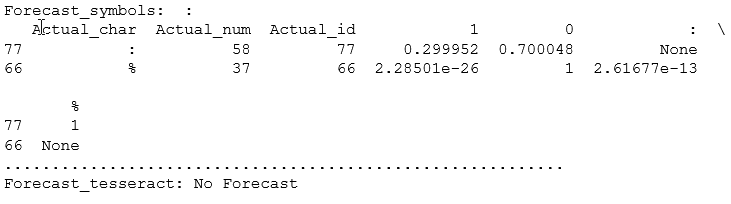 Forecast_symbols:  :
    Actual_char  Actual_num  Actual_id            1         0            :  \
77            :          58         77     0.299952  0.700048         None
66            %          37         66  2.28501e-26         1  2.61677e-13

       %
77     1
66  None
..............................................................
Forecast_tesseract: No Forecast